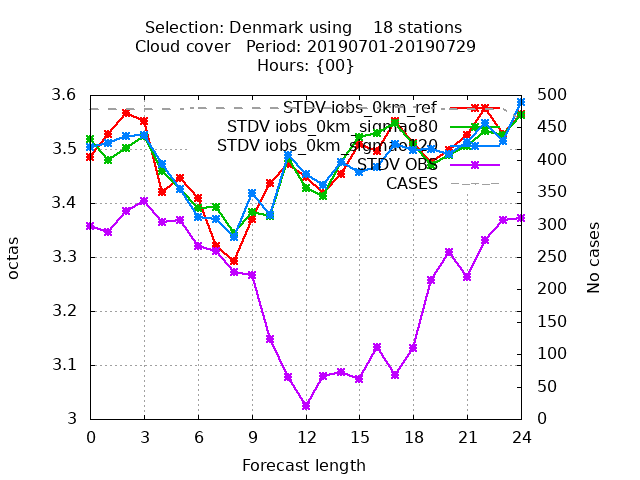 Selection: Denmark using 18 stations
Cloud cover Period: 20190701-20190729
Hours: {00}
STDV iobs_0km_ref
STDV iobs_0km_sigmao80
STDV iobs_0km_sigmao120
STDV OBS
CASES
3.6
3.5
3.4
3.3
3.2
3.1
3
500
450
400
350
300
250
200
150
100
50
0
octas
No cases
0 3 6 9 12 15 18 21 24
Forecast length